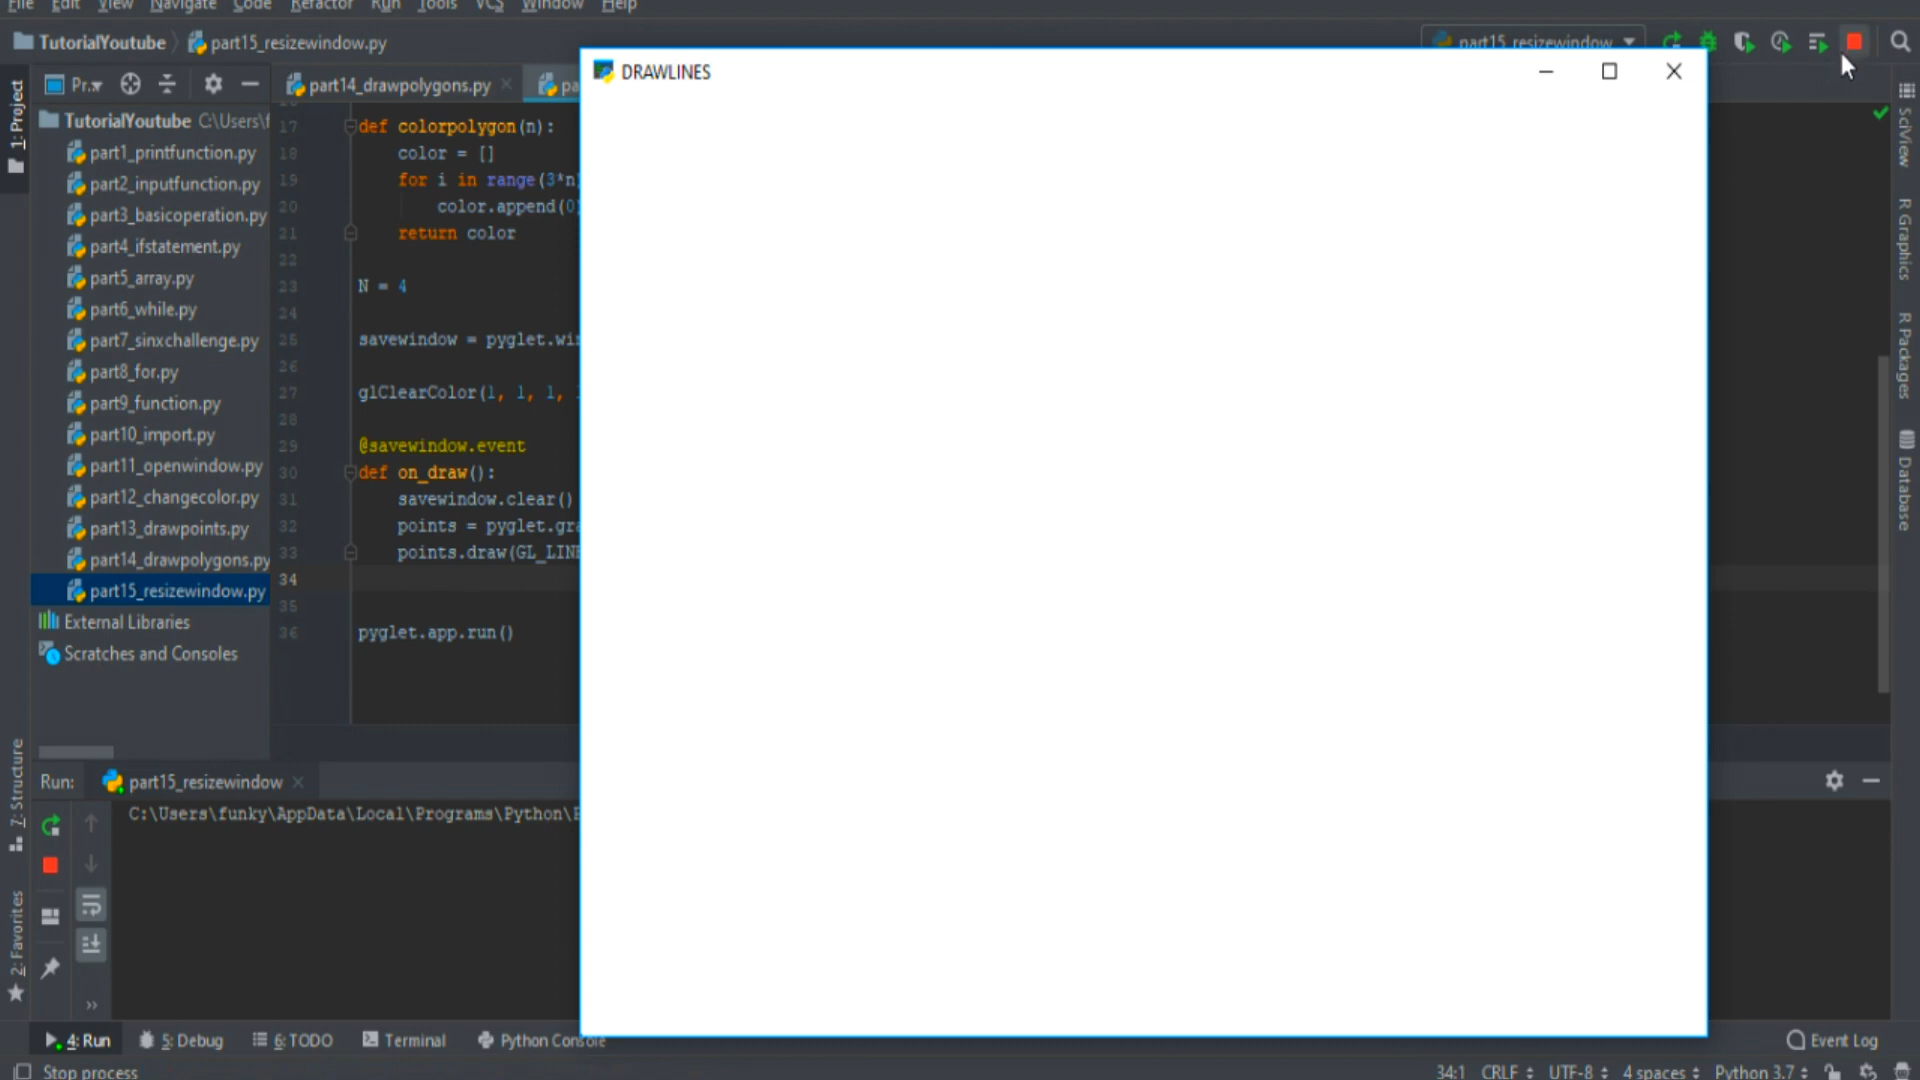 File Edit View Navigate Code Refactor Run Tools VCS Window Help
TutorialYoutube part15_resizewindow.py
part15_resizewindow
1: Project
Pr..
part14_drawpolygons.py
pa
DRAWLINES
TutorialYoutube C:\Users\f
part1_printfunction.py
part2_inputfunction.py
part3_basicoperation.py
part4_ifstatement.py
part5_array.py
part6_while.py
part7_sinxchallenge.py
part8_for.py
part9_function.py
part10_import.py
part11_openwindow.py
part12_changecolor.py
part13_drawpoints.py
part14_drawpolygons.py
part15_resizewindow.py
External Libraries
Scratches and Consoles
17 def colorpolygon(n):
18 color = []
19 for i in range(3*n)
20 color.append(0)
21 return color
22
23 N = 4
24
25 savewindow = pyglet.win
26
27 glClearColor(1, 1, 1,
28
29 @savewindow.event
30 def on_draw():
31 savewindow.clear()
32 points = pyglet.gra
33 points.draw(GL_LINE
34
35
36 pyglet.app.run()
SciView
R Graphics
R Packages
Database
7: Structure
2: Favorites
Run: part15_resizewindow
C:\Users\funky\AppData\Local\Programs\Python\P
4: Run 5: Debug 6: TODO Terminal Python Console Event Log
Stop process 34:1 CRLF UTF-8 4 spaces Python 3.7